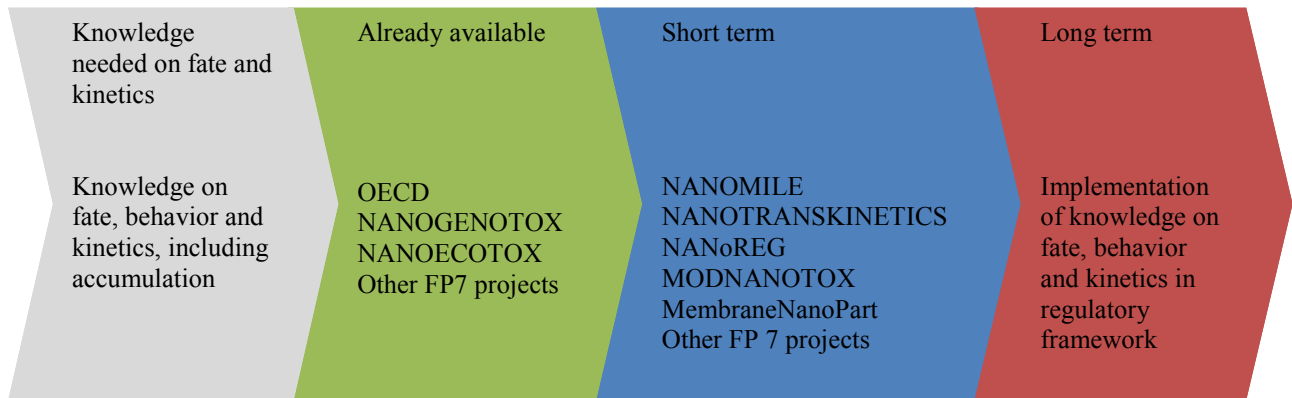 Knowledge
needed on fate and
kinetics
Already available
Short term
Long term
Knowledge on
fate, behavior and
kinetics, including
accumulation
OECD
NANOGENOTOX
NANOECOTOX
Other FP7 projects
NANOMILE
NANOTRANSKINETICS
NANoREG
MODNANOTOX
MembraneNanoPart
Other FP 7 projects
Implementation
of knowledge on
fate, behavior
and kinetics in
regulatory
framework